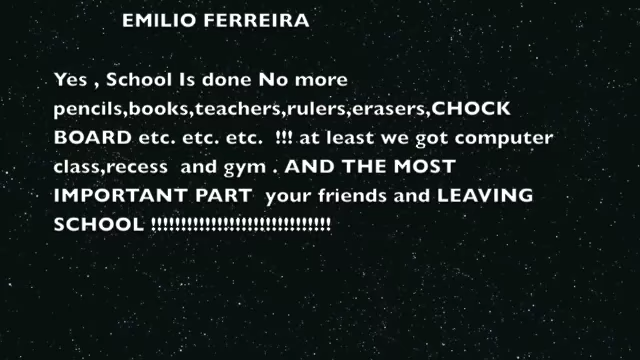 EMILIO FERREIRA
Yes , School Is done No more
pencils,books,teachers,rulers,erasers,CHOCK
BOARD etc. etc. etc.  !!! at least we got computer
class,recess  and gym . AND THE MOST
IMPORTANT PART  your friends and LEAVING
SCHOOL !!!!!!!!!!!!!!!!!!!!!!!!!!!!!!!